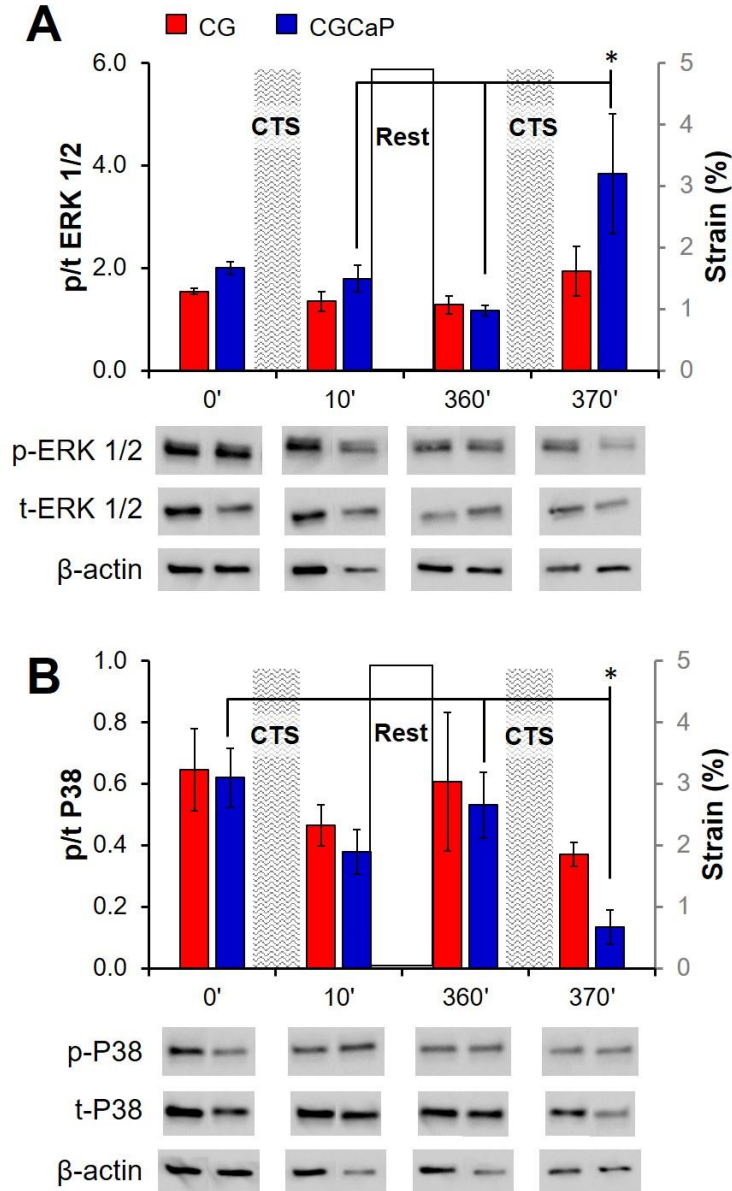 A
CG CGCaP
6.0
4.0
2.0
0.0
p/t ERK 1/2
CTS
Rest
CTS
*
5
4
3
2
1
0
Strain (%)
0' 10' 360' 370'
p-ERK 1/2
t-ERK 1/2
β-actin
B
1.0
0.8
0.6
0.4
0.2
0.0
p/t P38
CTS
Rest
CTS
*
5
4
3
2
1
0
Strain (%)
0' 10' 360' 370'
p-P38
t-P38
β-actin